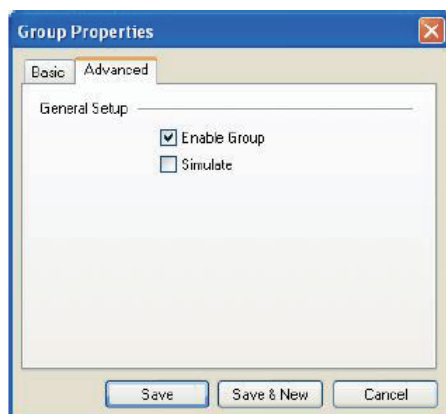 Group Properties
Basic Advanced
General Setup
Enable Group
Simulate
Save Save & New Cancel